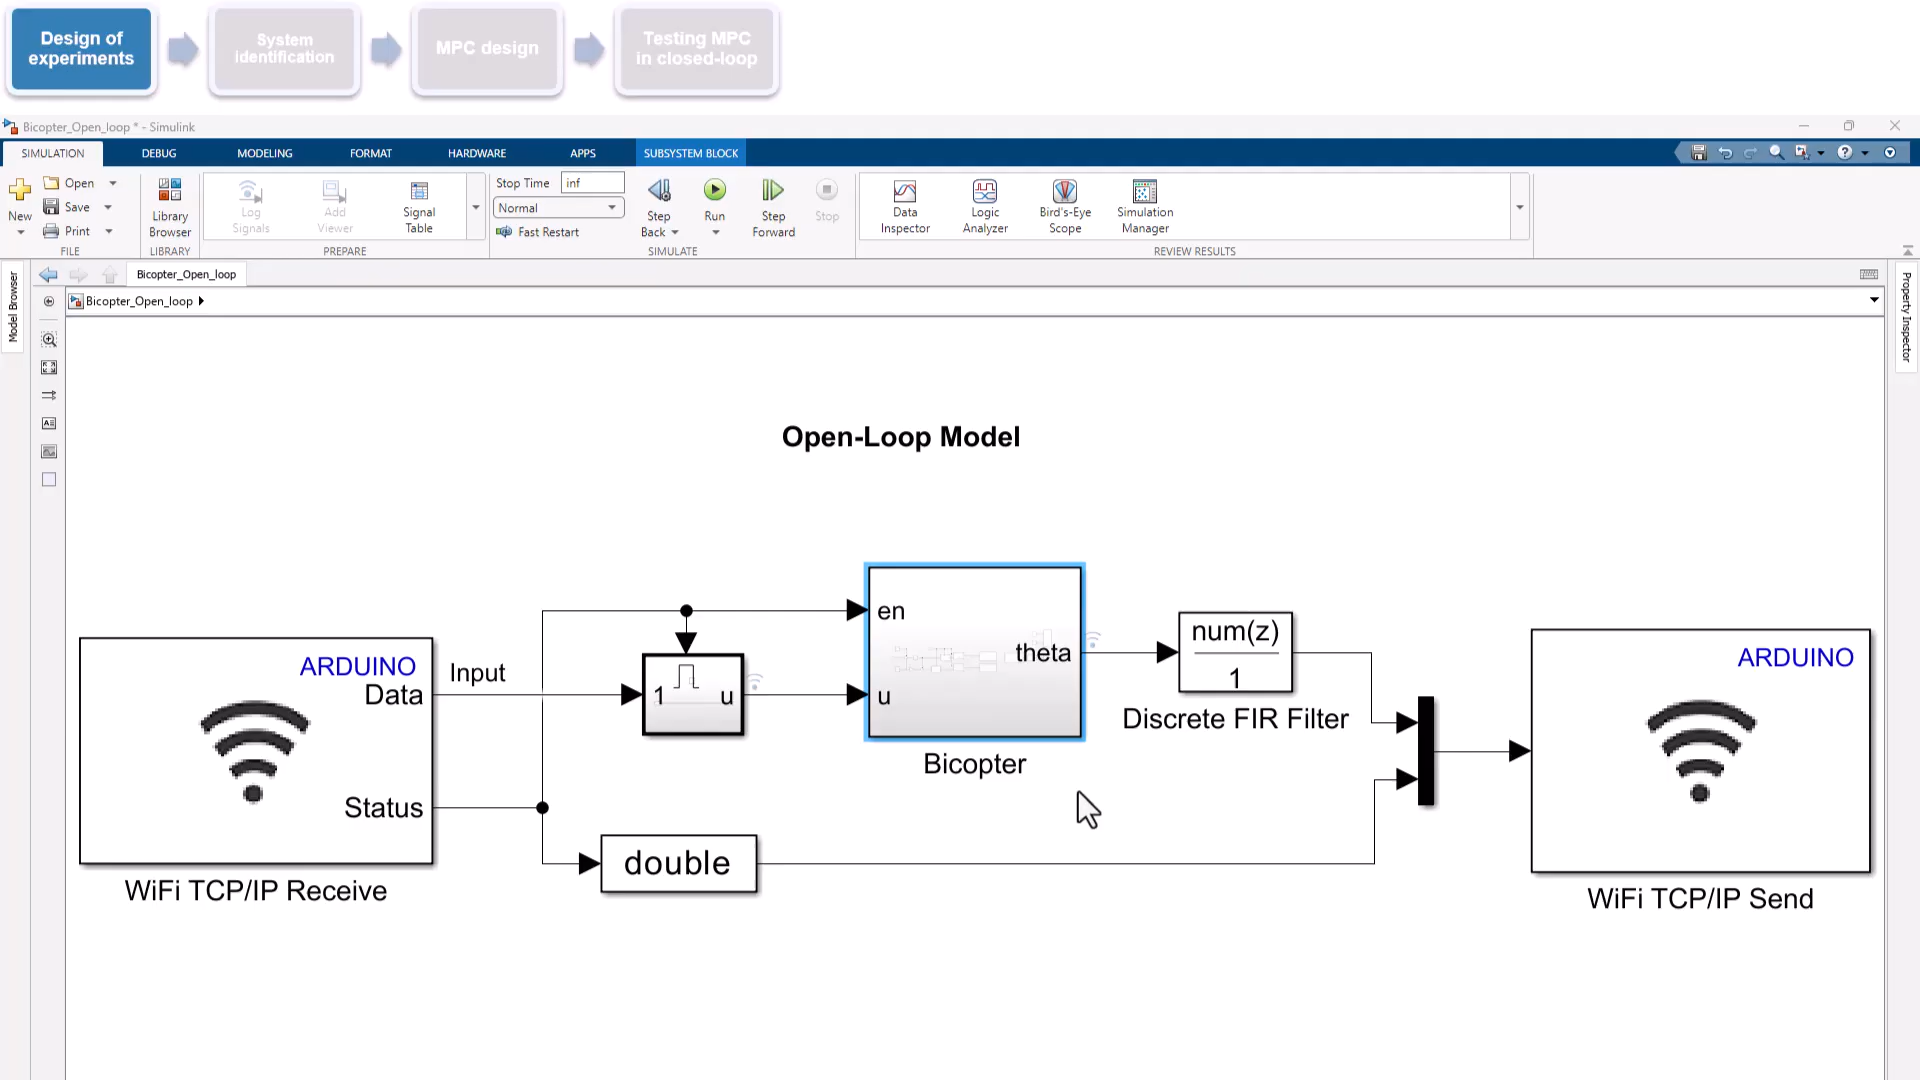 Design of
experiments
System
identification
MPC design
Testing MPC
in closed-loop
Bicopter_Open_loop * - Simulink
SIMULATION
DEBUG
MODELING
FORMAT
HARDWARE
APPS
SUBSYSTEM BLOCK
New
Open
Save
Print
FILE
Library
Browser
LIBRARY
Log
Signals
Add
Viewer
Signal
Table
PREPARE
Stop Time inf
Normal
Fast Restart
Step
Back
Run
Step
Forward
Stop
SIMULATE
Data
Inspector
Logic
Analyzer
Bird's-Eye
Scope
Simulation
Manager
REVIEW RESULTS
Model Browser
Bicopter_Open_loop
Bicopter_Open_loop
Property Inspector
Open-Loop Model
ARDUINO
Data
Status
WiFi TCP/IP Receive
Input
1 u
double
en
u
theta
Bicopter
num(z)
1
Discrete FIR Filter
ARDUINO
WiFi TCP/IP Send